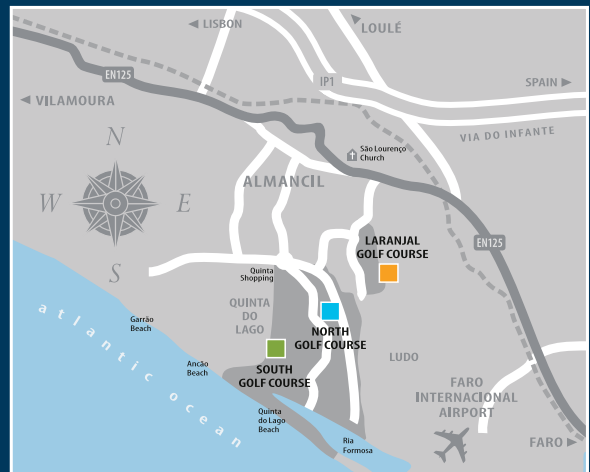 LISBON
LOULÉ
EN125
IP1
SPAIN
VILAMOURA
VIA DO INFANTE
N
São Lourenço
Church
ALMANCIL
W
E
LARANJAL
GOLF COURSE
EN125
S
Quinta
Shopping
QUINTA
DO
LAGO
Garrão
Beach
NORTH
GOLF COURSE
atlantic ocean
LUDO
Ancão
Beach
SOUTH
GOLF COURSE
FARO
INTERNACIONAL
AIRPORT
Quinta
do Lago
Beach
Ria
Formosa
FARO